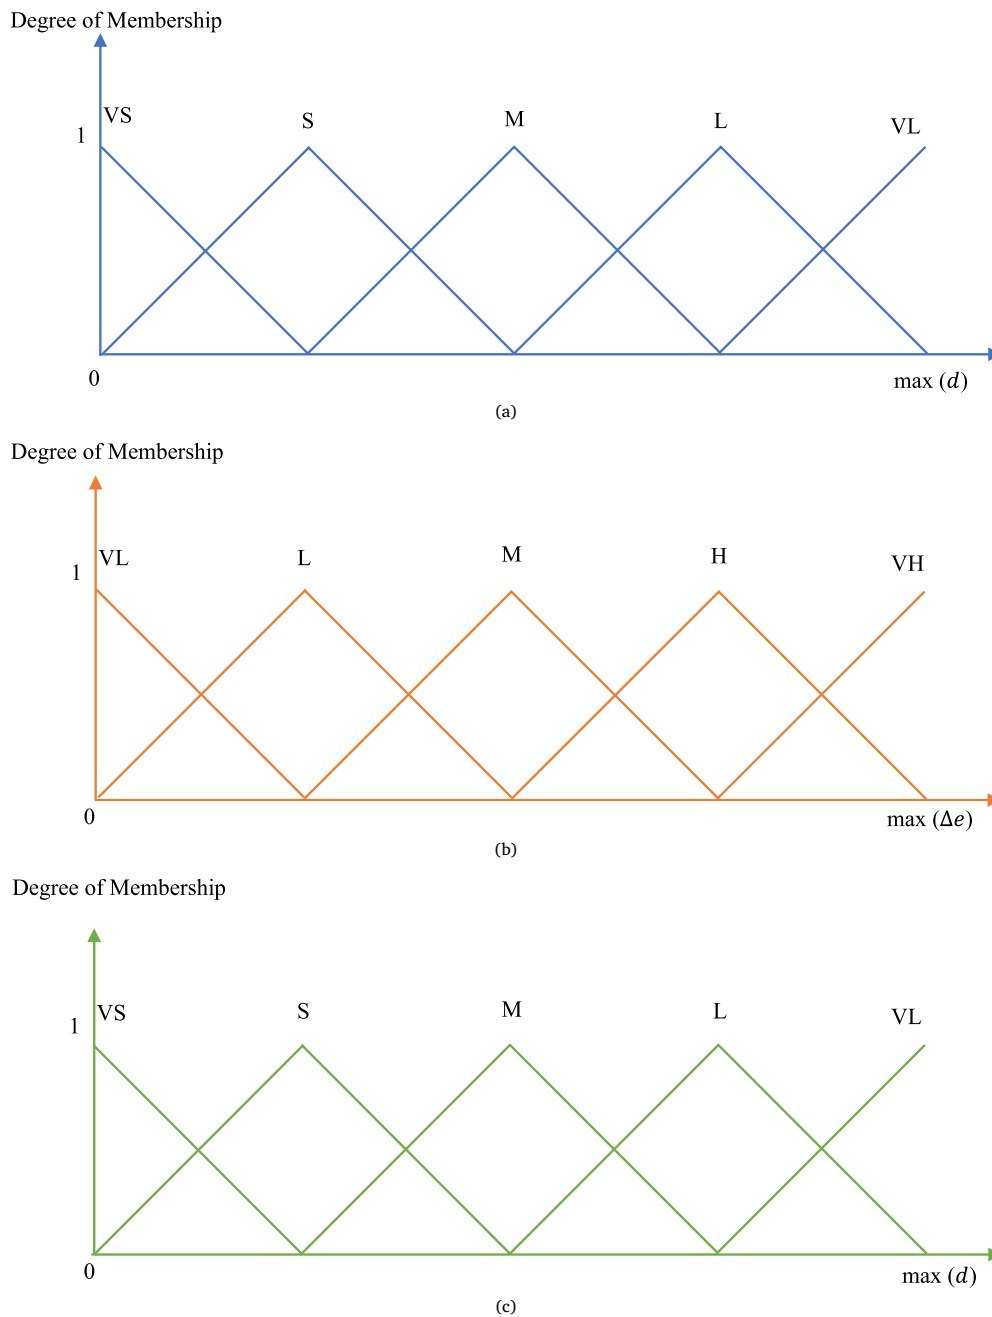 Degree of Membership
VS S M L VL
1
0
max (d)
(a)
Degree of Membership
VL L M H VH
1
0
max (Δe)
(b)
Degree of Membership
VS S M L VL
1
0
max (d)
(c)